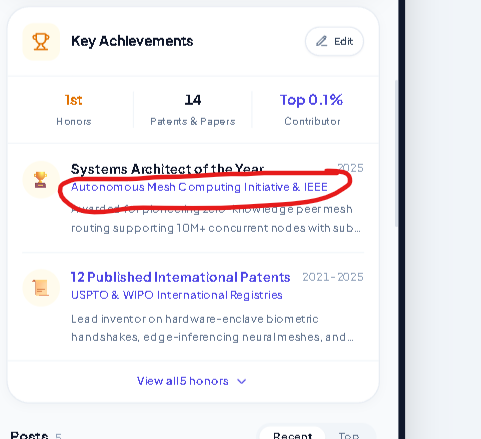 Key Achievements
Edit
1st
14
Top 0.1%
Honors
Patents & Papers
Contributor
Systems Architect of the Year
2025
Autonomous Mesh Computing Initiative & IEEE
Awarded for pioneering zero-knowledge peer mesh
routing supporting 10M+ concurrent nodes with sub...
12 Published International Patents
2021-2025
USPTO & WIPO International Registries
Lead inventor on hardware-enclave biometric
handshakes, edge-inferencing neural meshes, and...
View all 5 honors
Posts 5
Recent
Top